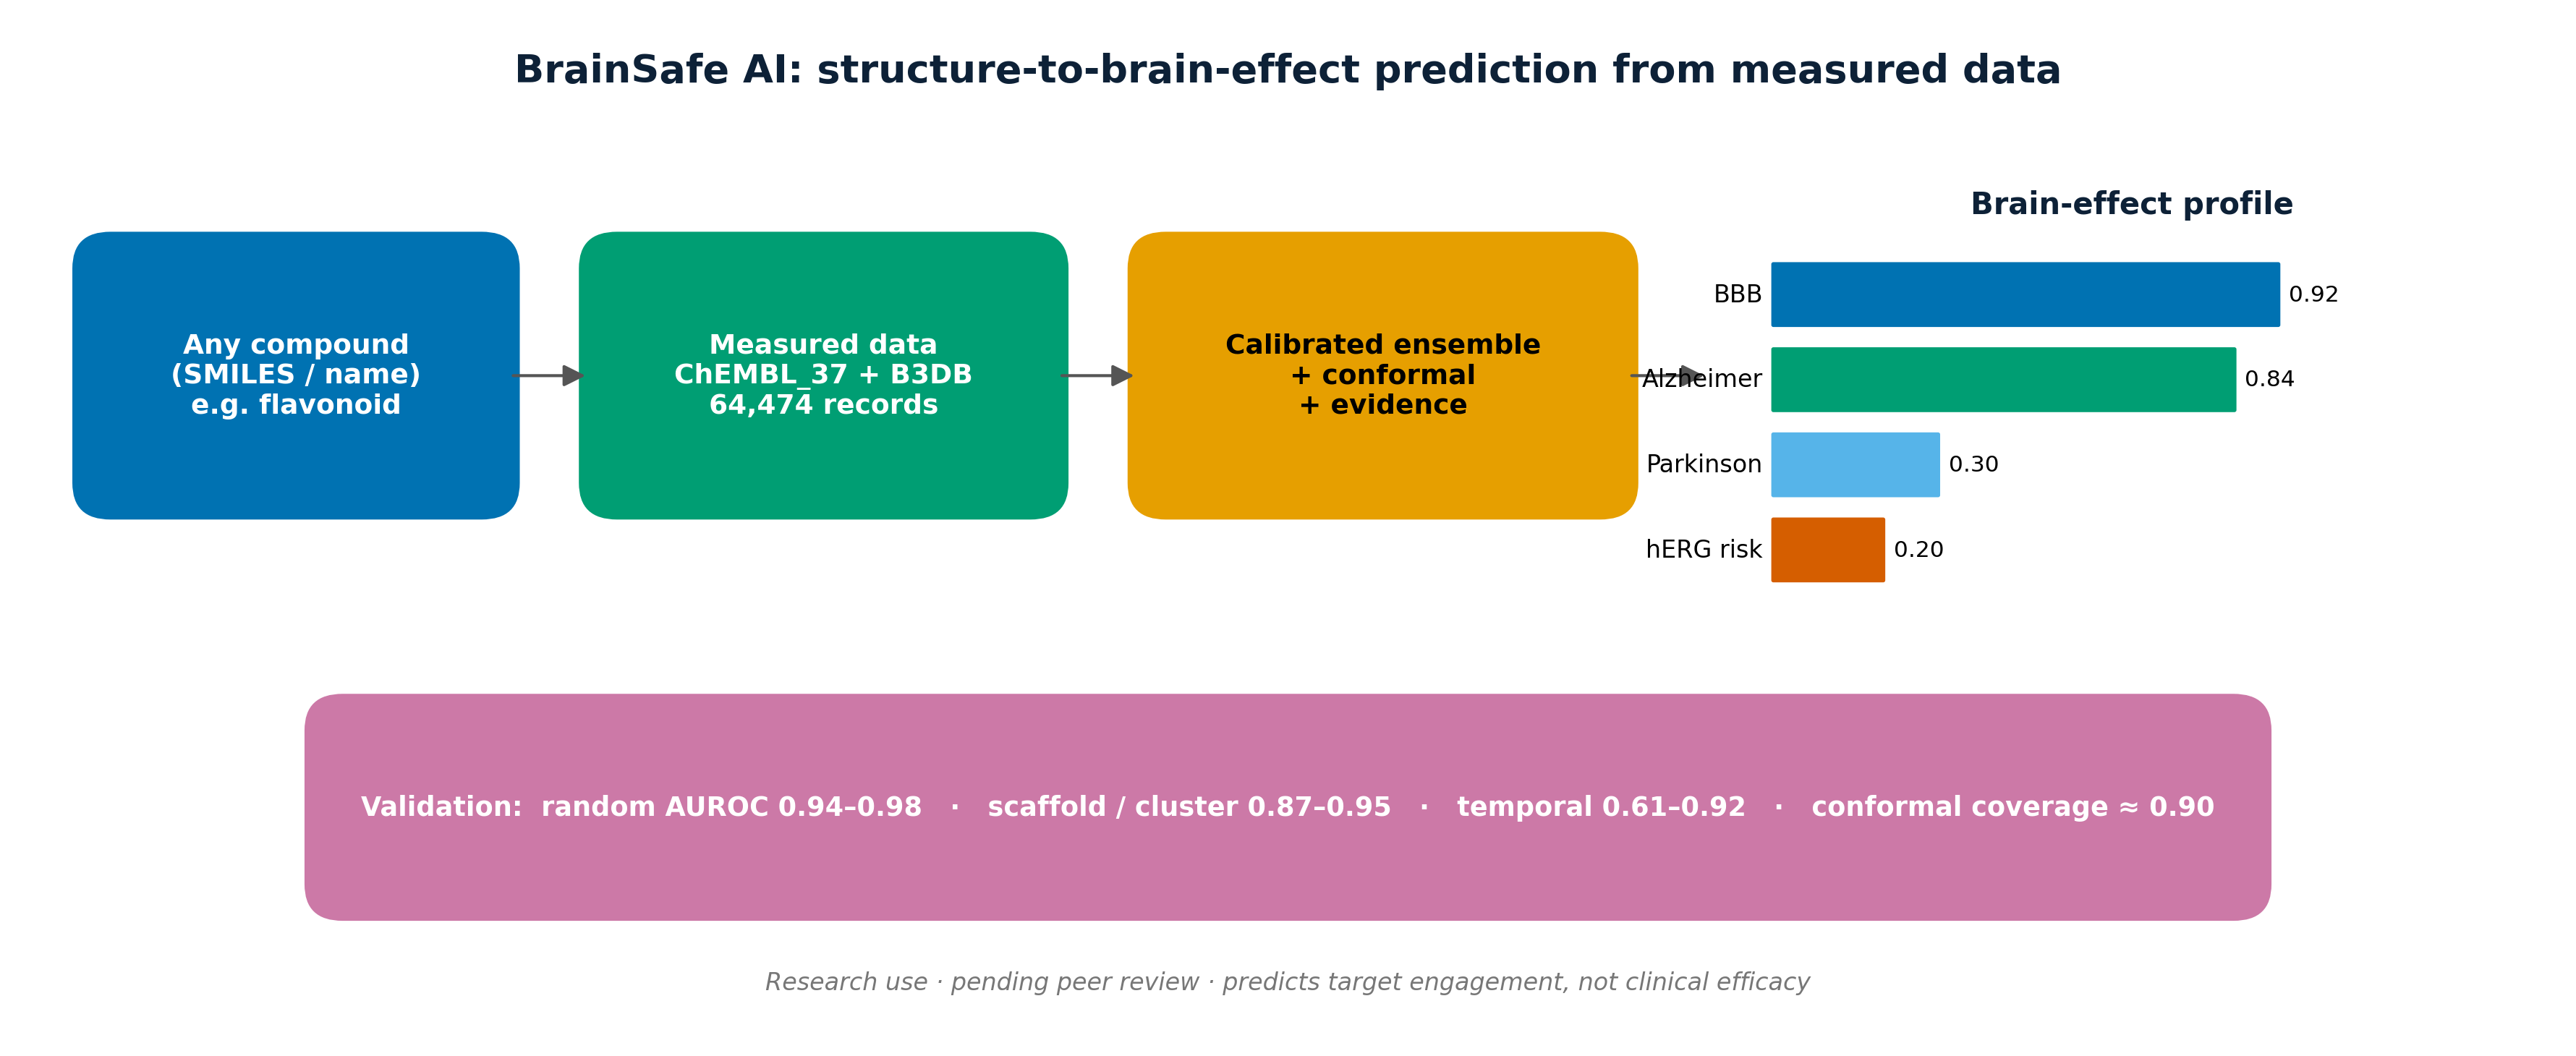 BrainSafe AI: structure-to-brain-effect prediction from measured data
Any compound
(SMILES / name)
e.g. flavonoid
Measured data
ChEMBL_37 + B3DB
64,474 records
Calibrated ensemble
+ conformal
+ evidence
Brain-effect profile
BBB 0.92
Alzheimer 0.84
Parkinson 0.30
hERG risk 0.20
Validation:  random AUROC 0.94–0.98   ·   scaffold / cluster 0.87–0.95   ·   temporal 0.61–0.92   ·   conformal coverage ≈ 0.90
Research use · pending peer review · predicts target engagement, not clinical efficacy